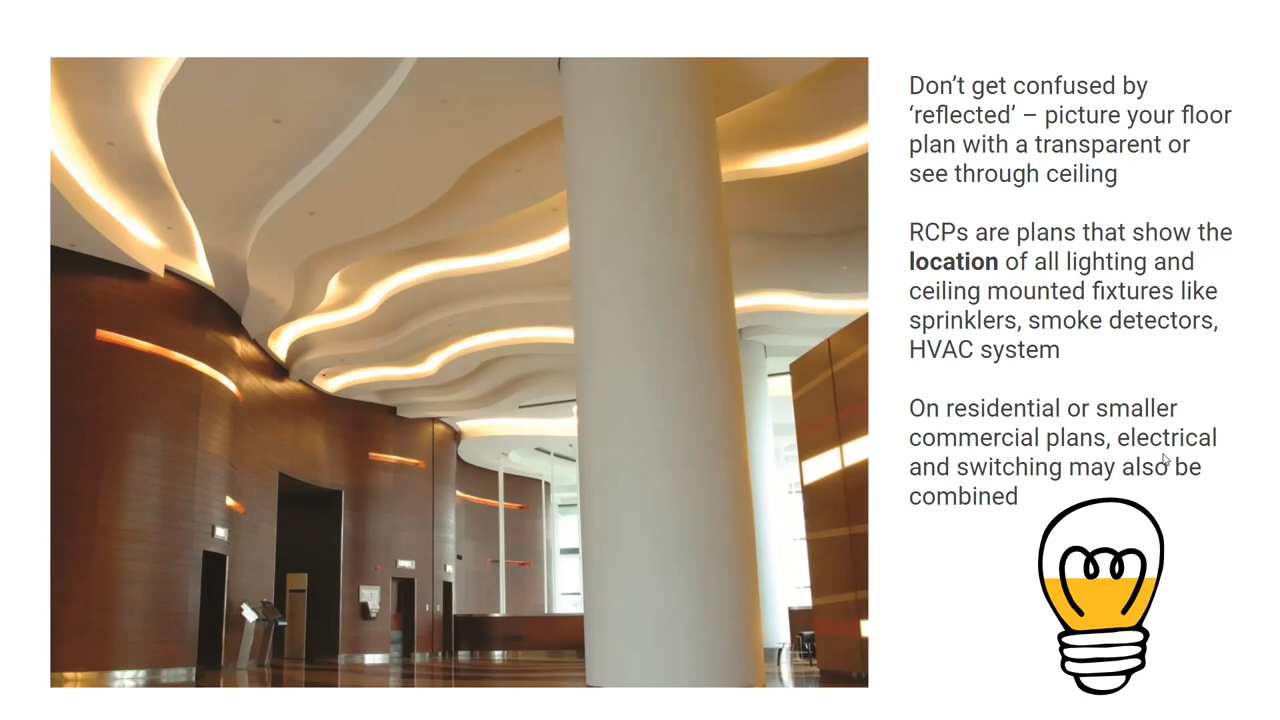 Don’t get confused by
‘reflected’ – picture your floor
plan with a transparent or
see through ceiling
RCPs are plans that show the
location of all lighting and
ceiling mounted fixtures like
sprinklers, smoke detectors,
HVAC system
On residential or smaller
commercial plans, electrical
and switching may also be
combined